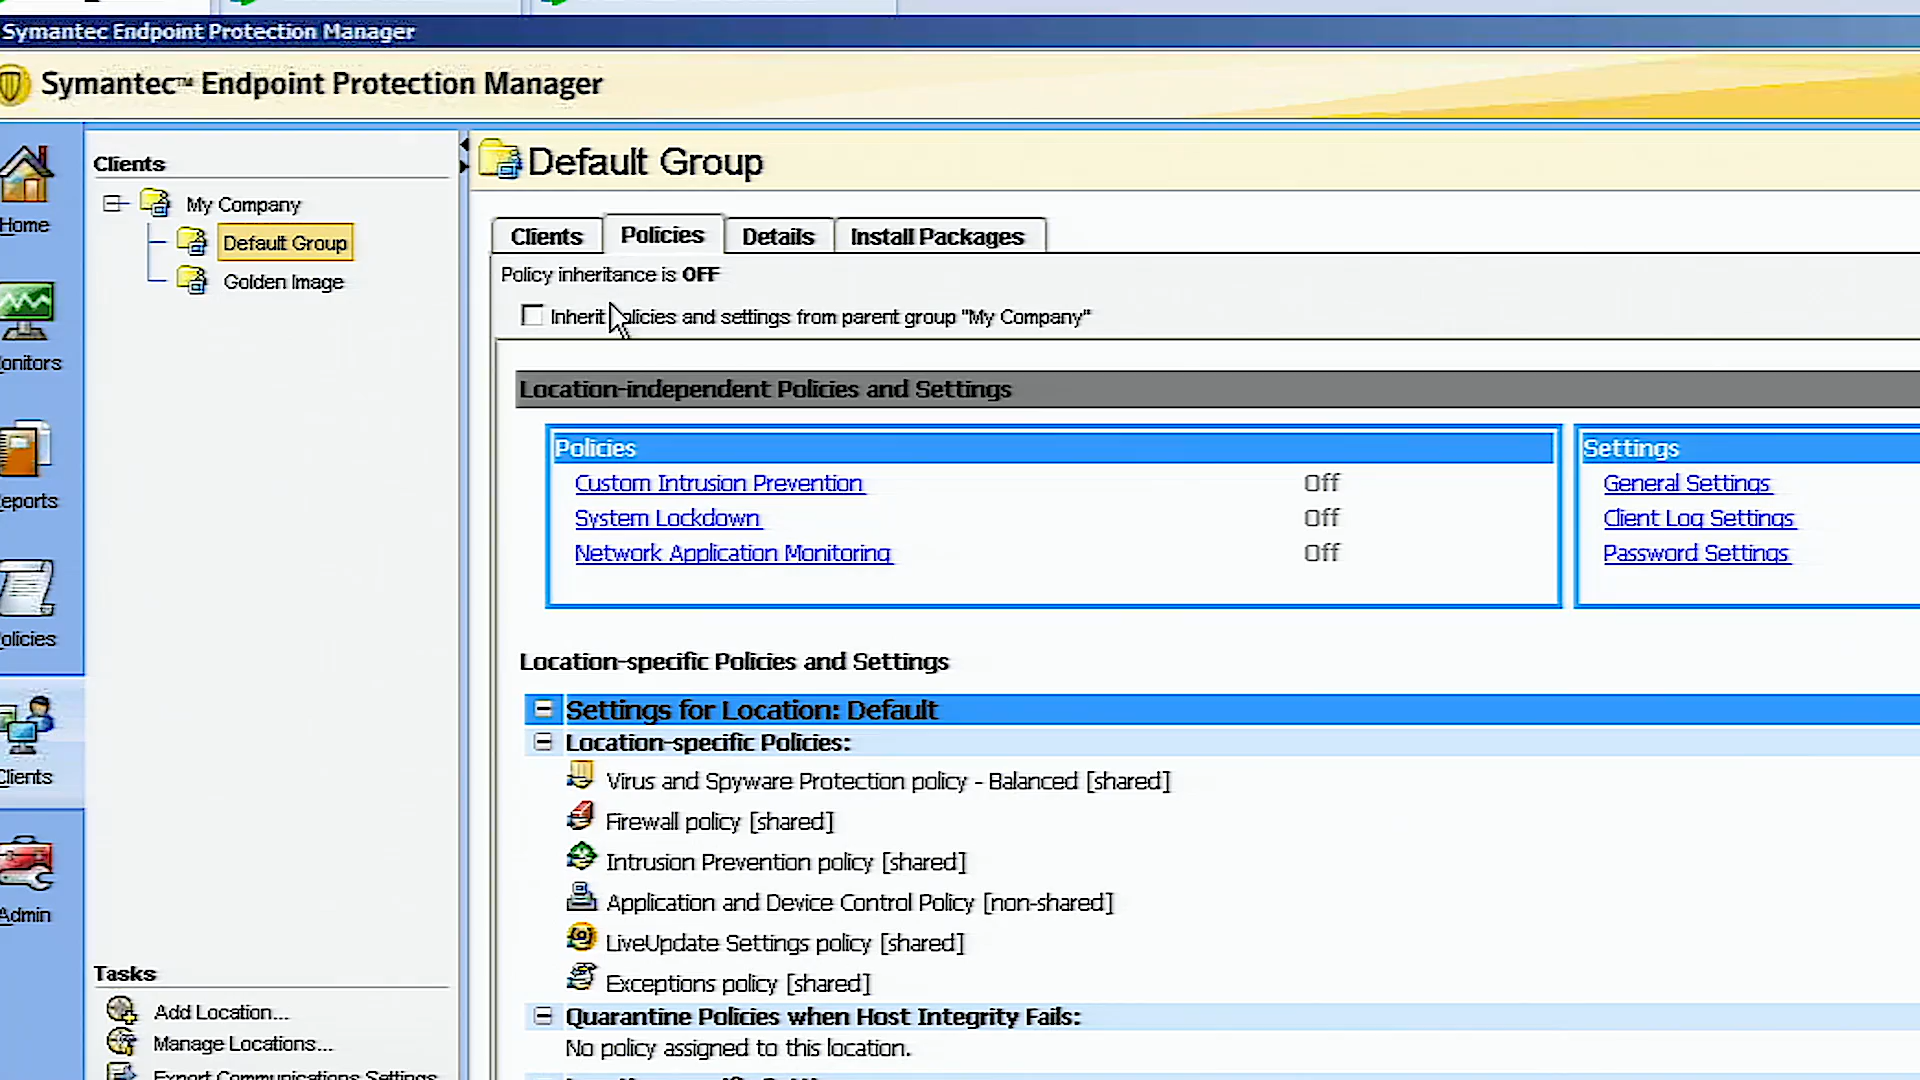 Symantec Endpoint Protection Manager
Symantec™ Endpoint Protection Manager
Home
onitors
eports
olicies
Clients
Admin
Clients
My Company
Default Group
Golden Image
Tasks
Add Location...
Manage Locations...
Export Communications Settings
Default Group
Clients
Policies
Details
Install Packages
Policy inheritance is OFF
Inherit policies and settings from parent group "My Company"
Location-independent Policies and Settings
Policies
Custom Intrusion Prevention Off
System Lockdown Off
Network Application Monitoring Off
Settings
General Settings
Client Log Settings
Password Settings
Location-specific Policies and Settings
Settings for Location: Default
Location-specific Policies:
Virus and Spyware Protection policy - Balanced [shared]
Firewall policy [shared]
Intrusion Prevention policy [shared]
Application and Device Control Policy [non-shared]
LiveUpdate Settings policy [shared]
Exceptions policy [shared]
Quarantine Policies when Host Integrity Fails:
No policy assigned to this location.